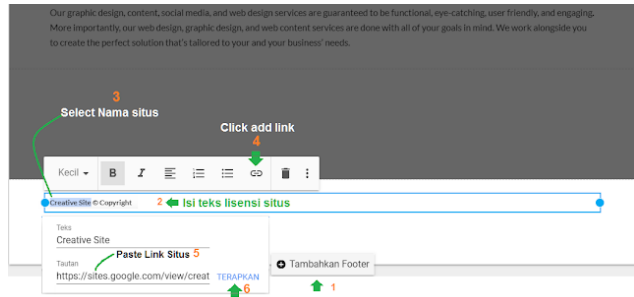 Our graphic design, content, social media, and web design services are guaranteed to be functional, eye-catching, user friendly, and engaging.
More importantly, our web design, graphic design, and web content services are done with all of your goals in mind. We work alongside you
to create the perfect solution that's tailored to your and your business' needs.
3
Select Nama situs
Click add link
4
Kecil B I
Creative Site © Copyright 2 Isi teks lisensi situs
Teks
Creative Site
Paste Link Situs 5
Tautan
https://sites.google.com/view/creat TERAPKAN
Tambahkan Footer
6
1